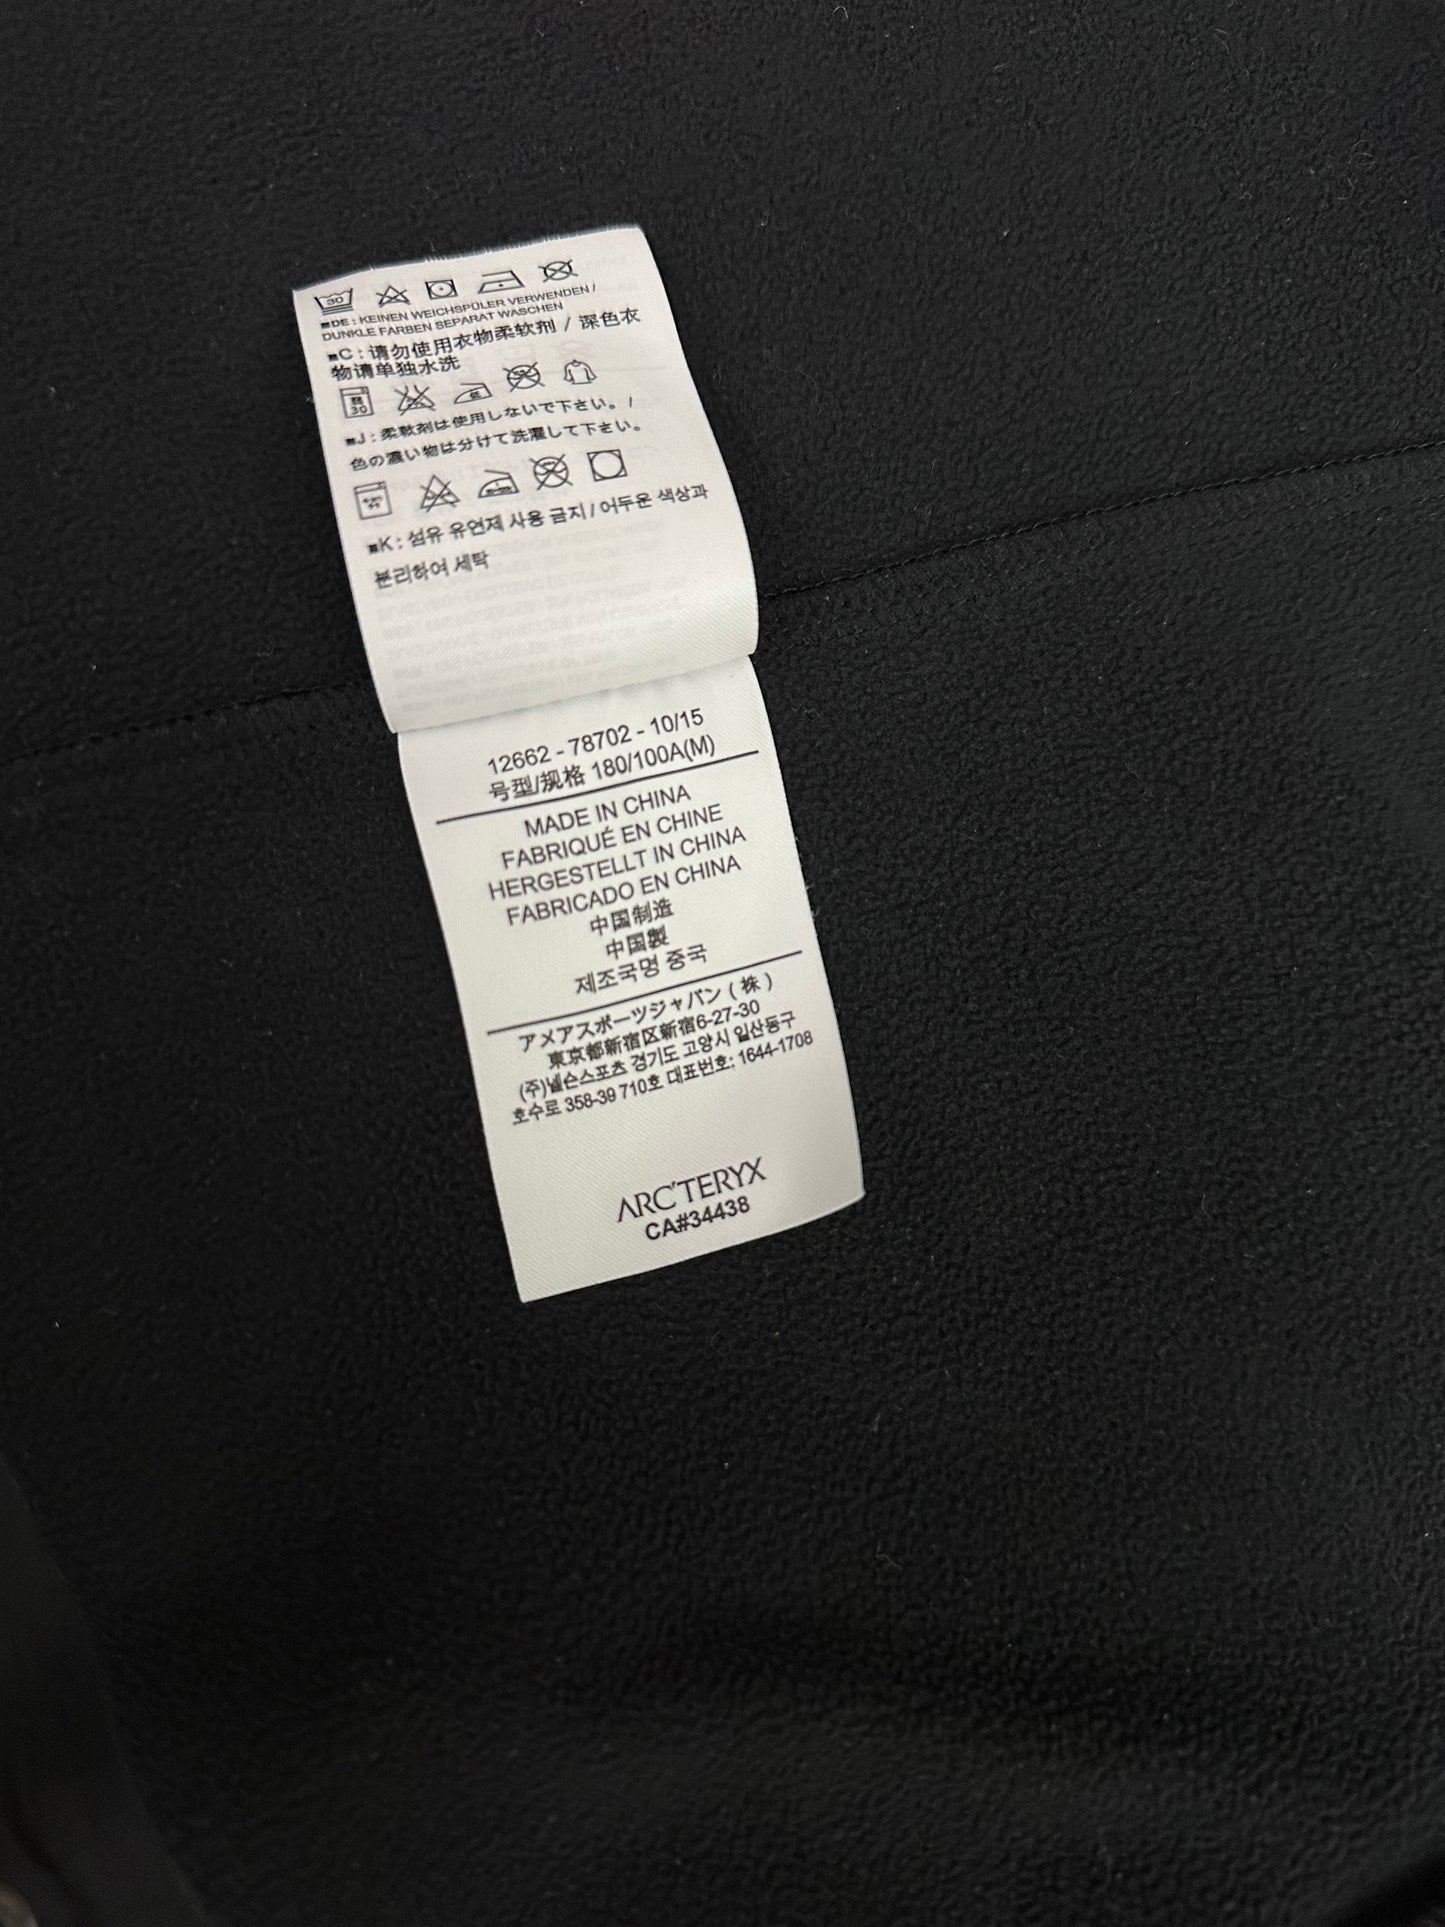 30
■DE : KEINEN WEICHSPÜLER VERWENDEN /
DUNKLE FARBEN SEPARAT WASCHEN
■C : 请勿使用衣物柔软剂 / 深色衣
物请单独水洗
30
■J : 柔軟剤は使用しないで下さい。/
色の濃い物は分けて洗濯して下さい。
■K : 섬유 유연제 사용 금지 / 어두운 색상과
분리하여 세탁
12662 - 78702 - 10/15
号型/规格 180/100A(M)
MADE IN CHINA
FABRIQUÉ EN CHINE
HERGESTELLT IN CHINA
FABRICADO EN CHINA
中国制造
中国製
제조국명 중국
アメアスポーツジャパン ( 株 )
東京都新宿区新宿6-27-30
(주)넬슨스포츠 경기도 고양시 일산동구
호수로 358-39 710호 대표번호: 1644-1708
ARC'TERYX
CA#34438